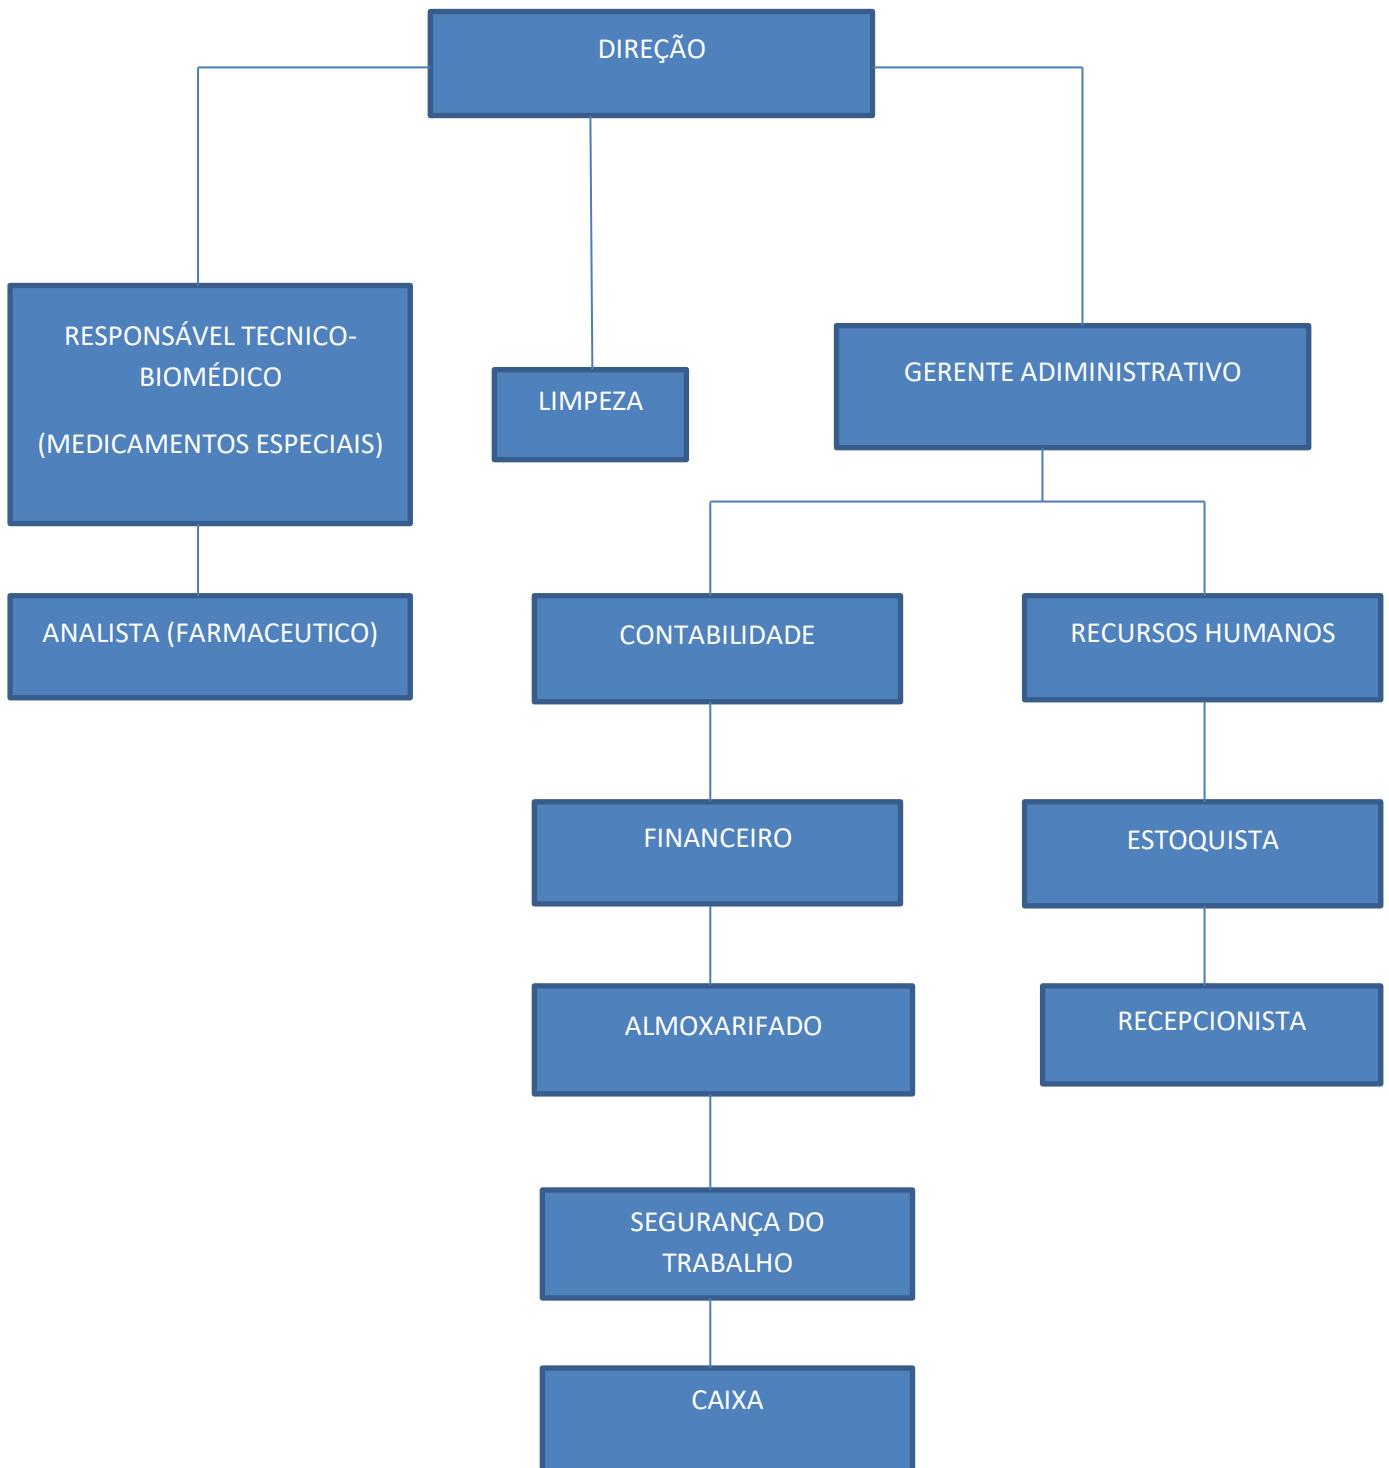 DIREÇÃO
RESPONSÁVEL TECNICO-
BIOMÉDICO
(MEDICAMENTOS ESPECIAIS)
LIMPEZA
GERENTE ADIMINISTRATIVO
ANALISTA (FARMACEUTICO)
CONTABILIDADE
RECURSOS HUMANOS
FINANCEIRO
ESTOQUISTA
ALMOXARIFADO
RECEPCIONISTA
SEGURANÇA DO
TRABALHO
CAIXA